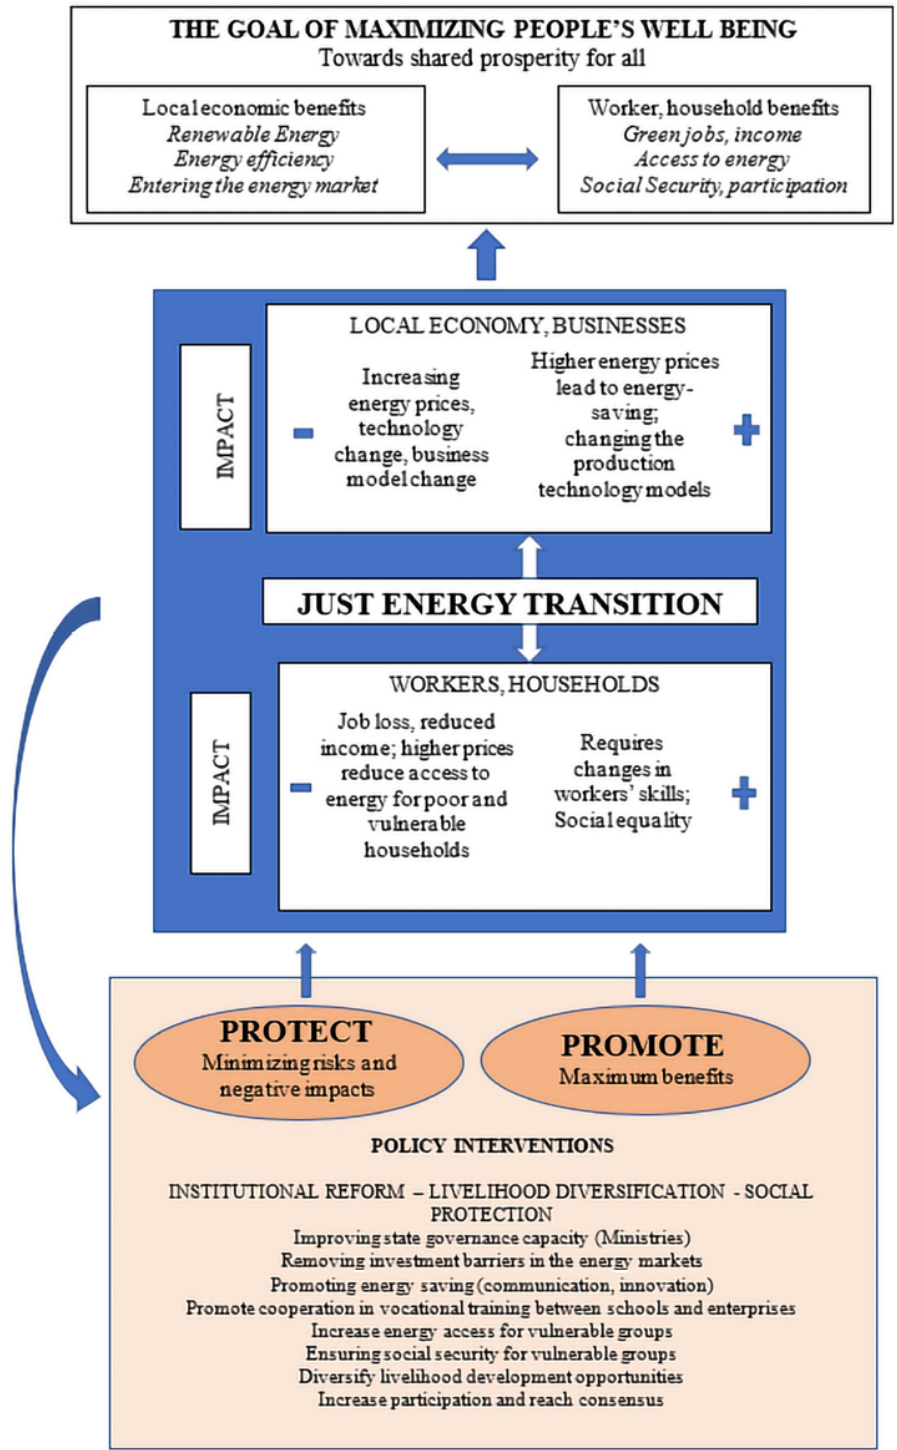 THE GOAL OF MAXIMIZING PEOPLE'S WELL BEING
Towards shared prosperity for all
Local economic benefits
Renewable Energy
Energy efficiency
Entering the energy market
Worker, household benefits
Green jobs, income
Access to energy
Social Security, participation
IMPACT
LOCAL ECONOMY, BUSINESSES
-
Increasing
energy prices,
technology
change, business
model change
Higher energy prices
lead to energy-
saving;
changing the
production
technology models
+
JUST ENERGY TRANSITION
IMPACT
WORKERS, HOUSEHOLDS
-
Job loss, reduced
income; higher prices
reduce access to
energy for poor and
vulnerable
households
Requires
changes in
workers' skills;
Social equality
+
PROTECT
Minimizing risks and
negative impacts
PROMOTE
Maximum benefits
POLICY INTERVENTIONS
INSTITUTIONAL REFORM – LIVELIHOOD DIVERSIFICATION - SOCIAL
PROTECTION
Improving state governance capacity (Ministries)
Removing investment barriers in the energy markets
Promoting energy saving (communication, innovation)
Promote cooperation in vocational training between schools and enterprises
Increase energy access for vulnerable groups
Ensuring social security for vulnerable groups
Diversify livelihood development opportunities
Increase participation and reach consensus